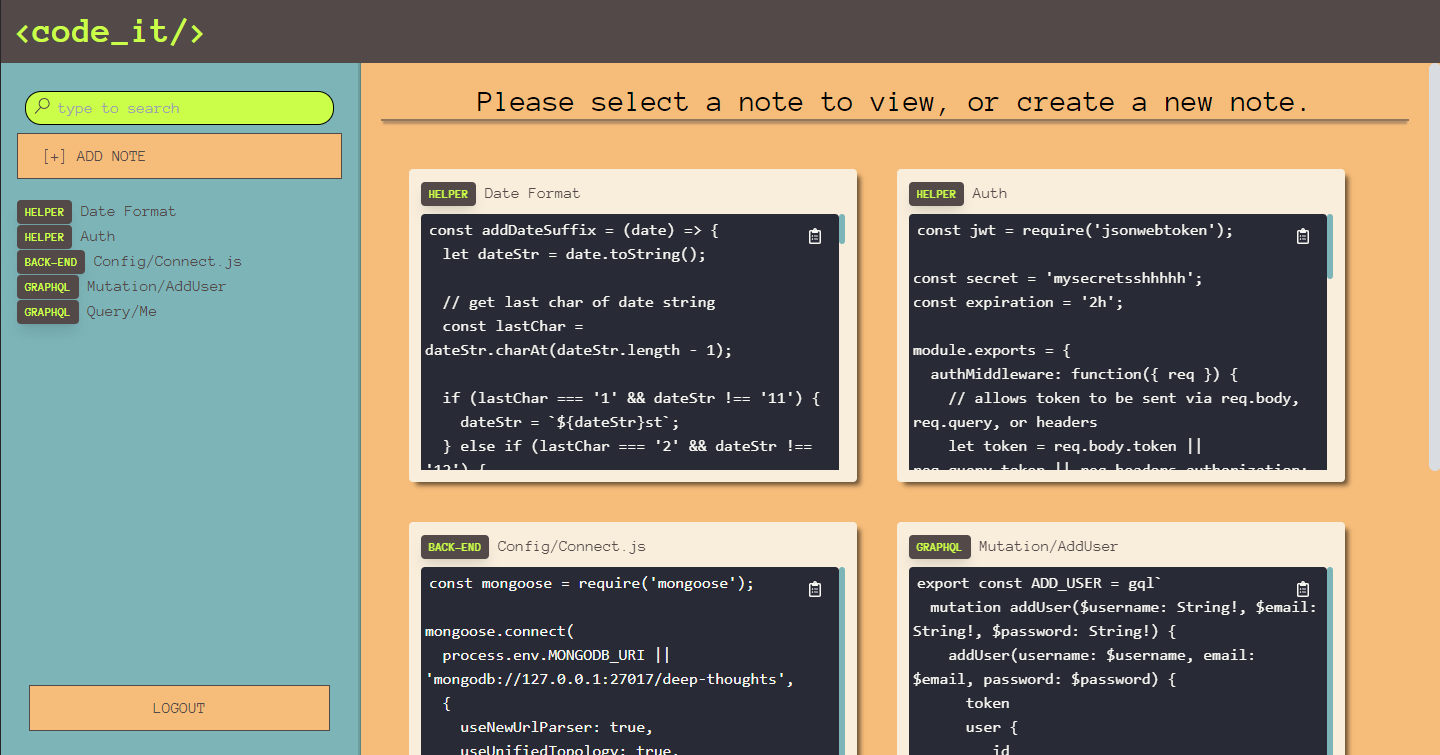 <code_it/>
type to search
[+] ADD NOTE
HELPER Date Format
HELPER Auth
BACK-END Config/Connect.js
GRAPHQL Mutation/AddUser
GRAPHQL Query/Me
LOGOUT
Please select a note to view, or create a new note.
HELPER Date Format
const addDateSuffix = (date) => {
  let dateStr = date.toString();
  // get last char of date string
  const lastChar =
dateStr.charAt(dateStr.length - 1);
  if (lastChar === '1' && dateStr !== '11') {
    dateStr = `${dateStr}st`;
  } else if (lastChar === '2' && dateStr !==
'12') {
HELPER Auth
const jwt = require('jsonwebtoken');
const secret = 'mysecretsshhhhh';
const expiration = '2h';
module.exports = {
  authMiddleware: function({ req }) {
    // allows token to be sent via req.body,
req.query, or headers
    let token = req.body.token ||
req.query.token || req.headers.authorization;
BACK-END Config/Connect.js
const mongoose = require('mongoose');
mongoose.connect(
  process.env.MONGODB_URI ||
'mongodb://127.0.0.1:27017/deep-thoughts',
  {
    useNewUrlParser: true,
    useUnifiedTopology: true,
GRAPHQL Mutation/AddUser
export const ADD_USER = gql`
  mutation addUser($username: String!, $email:
String!, $password: String!) {
    addUser(username: $username, email:
$email, password: $password) {
      token
      user {